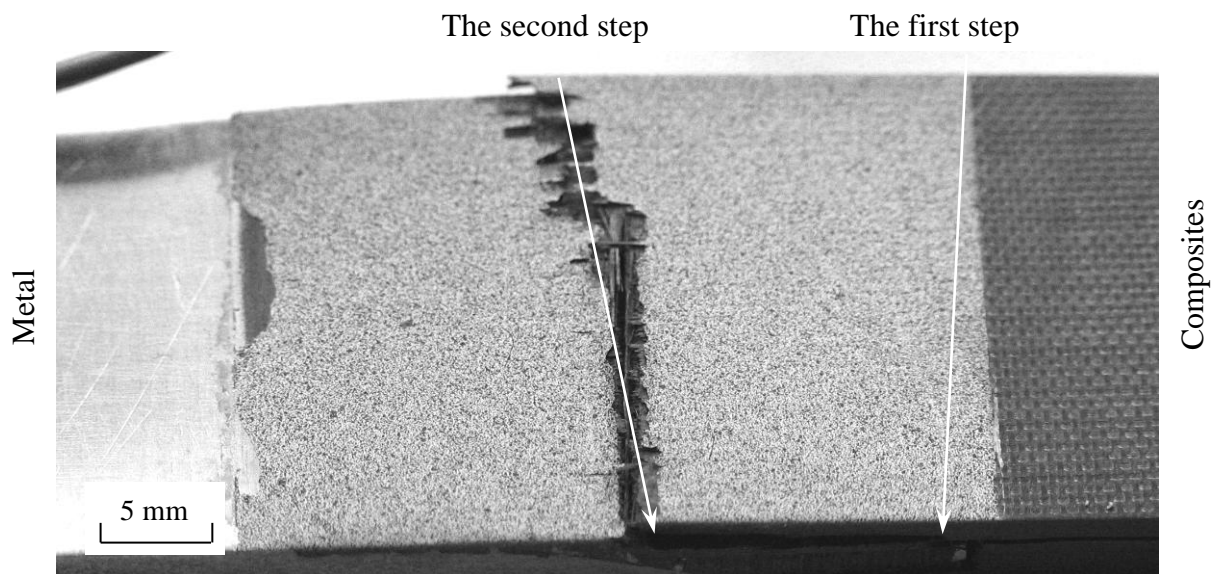 The second step
The first step
Metal
Composites
5 mm